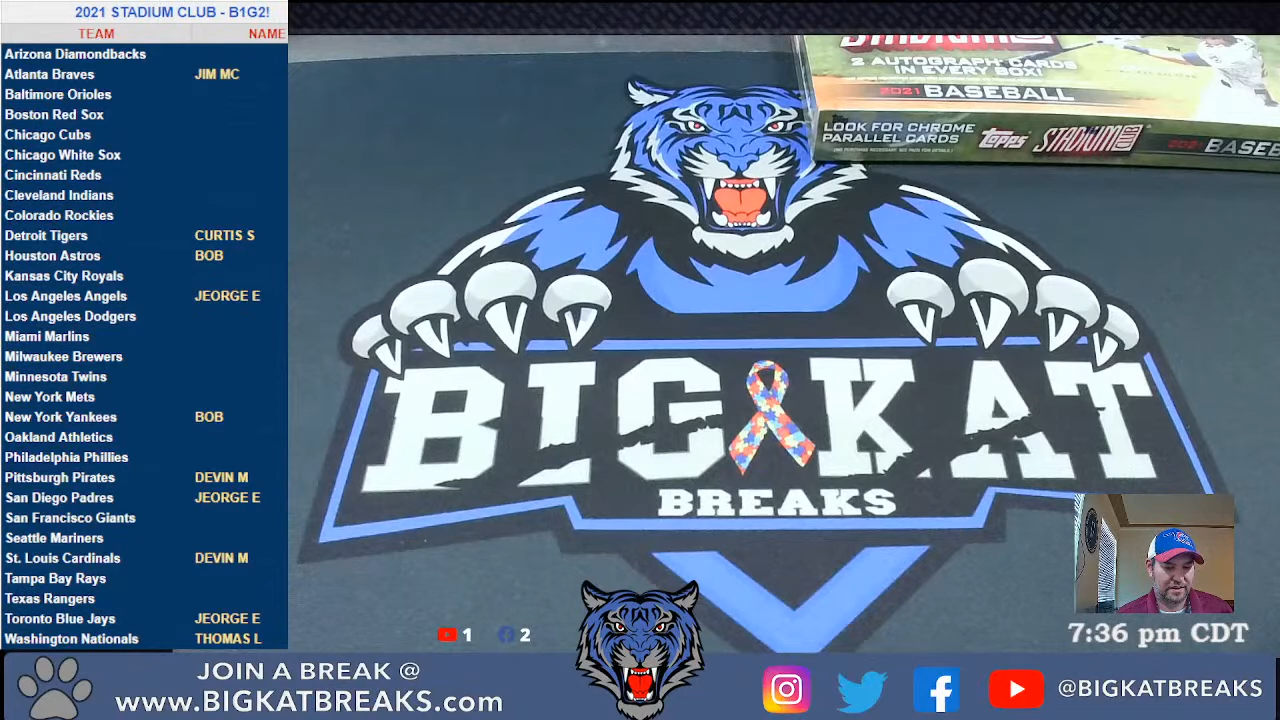 2021 STADIUM CLUB - B1G2!
TEAM NAME
Arizona Diamondbacks
Atlanta Braves JIM MC
Baltimore Orioles
Boston Red Sox
Chicago Cubs
Chicago White Sox
Cincinnati Reds
Cleveland Indians
Colorado Rockies
Detroit Tigers CURTIS S
Houston Astros BOB
Kansas City Royals
Los Angeles Angels JEORGE E
Los Angeles Dodgers
Miami Marlins
Milwaukee Brewers
Minnesota Twins
New York Mets
New York Yankees BOB
Oakland Athletics
Philadelphia Phillies
Pittsburgh Pirates DEVIN M
San Diego Padres JEORGE E
San Francisco Giants
Seattle Mariners
St. Louis Cardinals DEVIN M
Tampa Bay Rays
Texas Rangers
Toronto Blue Jays JEORGE E
Washington Nationals THOMAS L
STADIUM
2 AUTOGRAPH CARDS
IN EVERY BOX!
2021 BASEBALL
LOOK FOR CHROME
PARALLEL CARDS
TOPPS STADIUM CLUB 2021 BASEB
BIG KAT
BREAKS
1 2
7:36 pm CDT
JOIN A BREAK @
www.BIGKATBREAKS.com
@BIGKATBREAKS